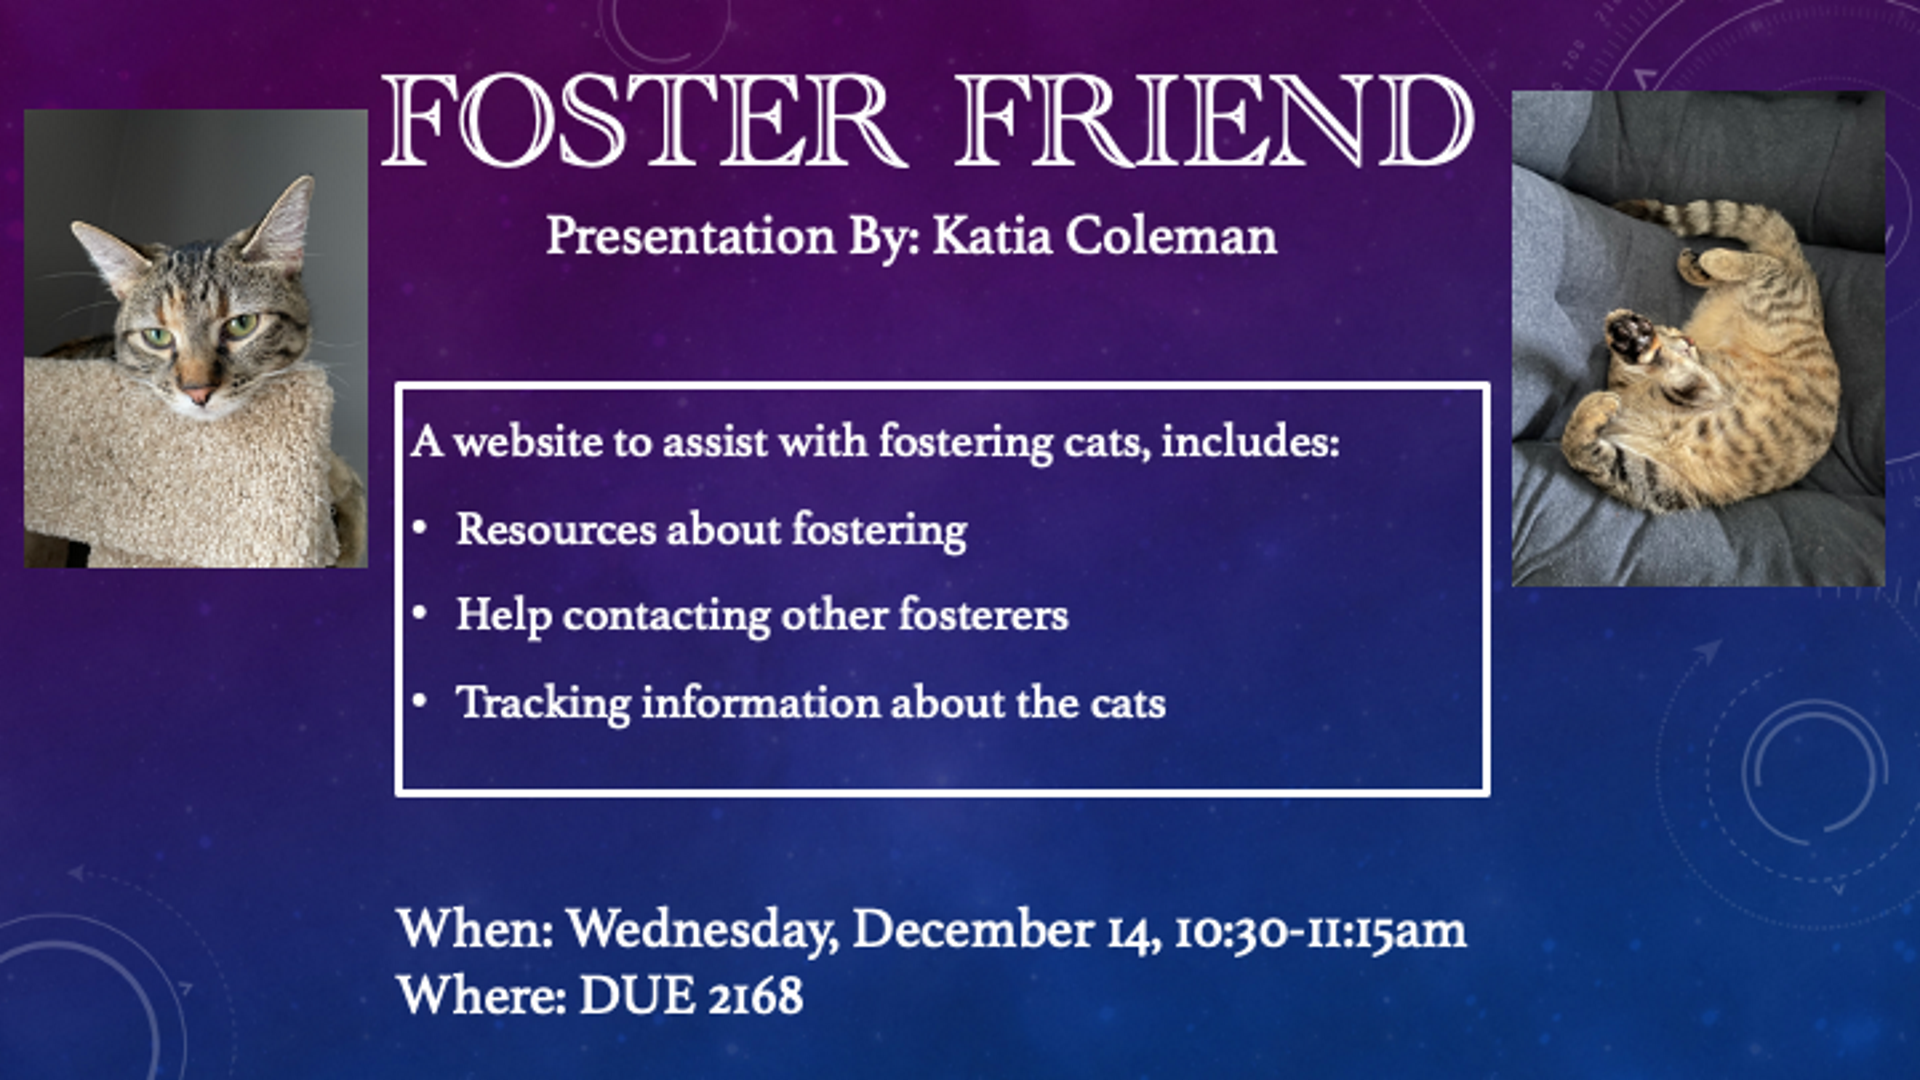 FOSTER FRIEND
Presentation By: Katia Coleman
A website to assist with fostering cats, includes:
• Resources about fostering
• Help contacting other fosterers
• Tracking information about the cats
When: Wednesday, December 14, 10:30-11:15am
Where: DUE 2168